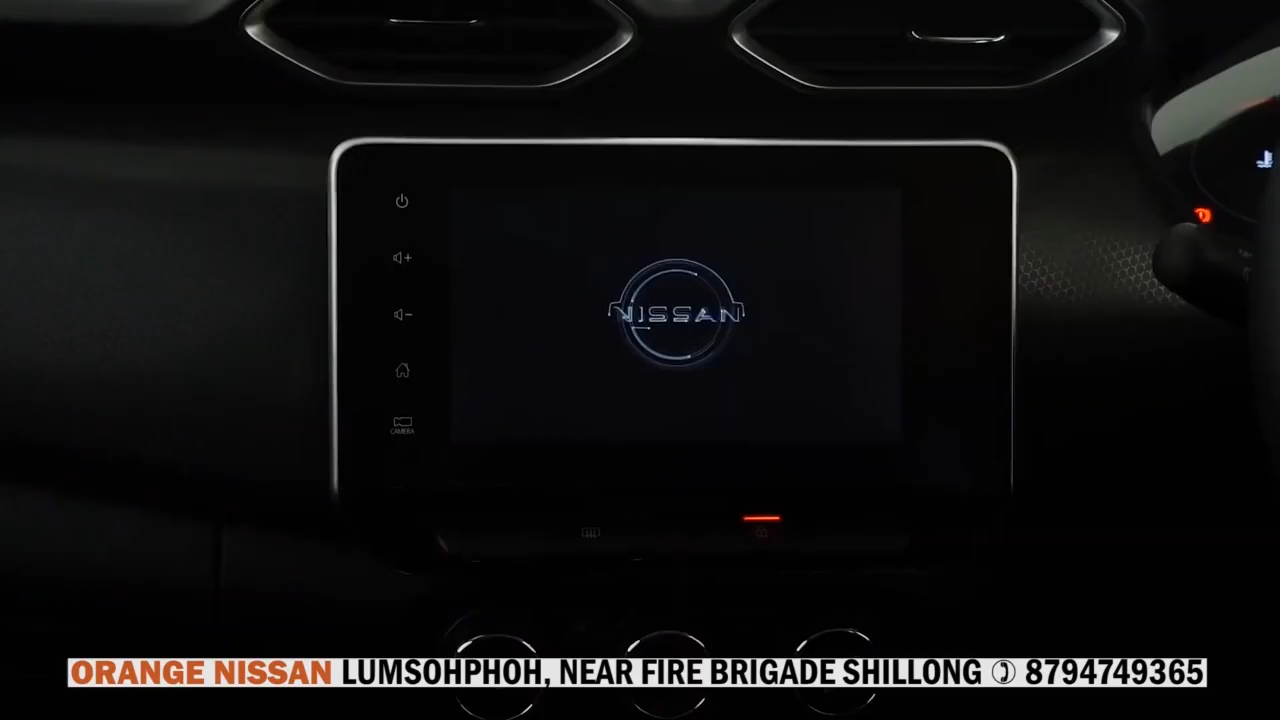 NISSAN
CAMERA
ORANGE NISSAN LUMSOHPHOH, NEAR FIRE BRIGADE SHILLONG ✆ 8794749365